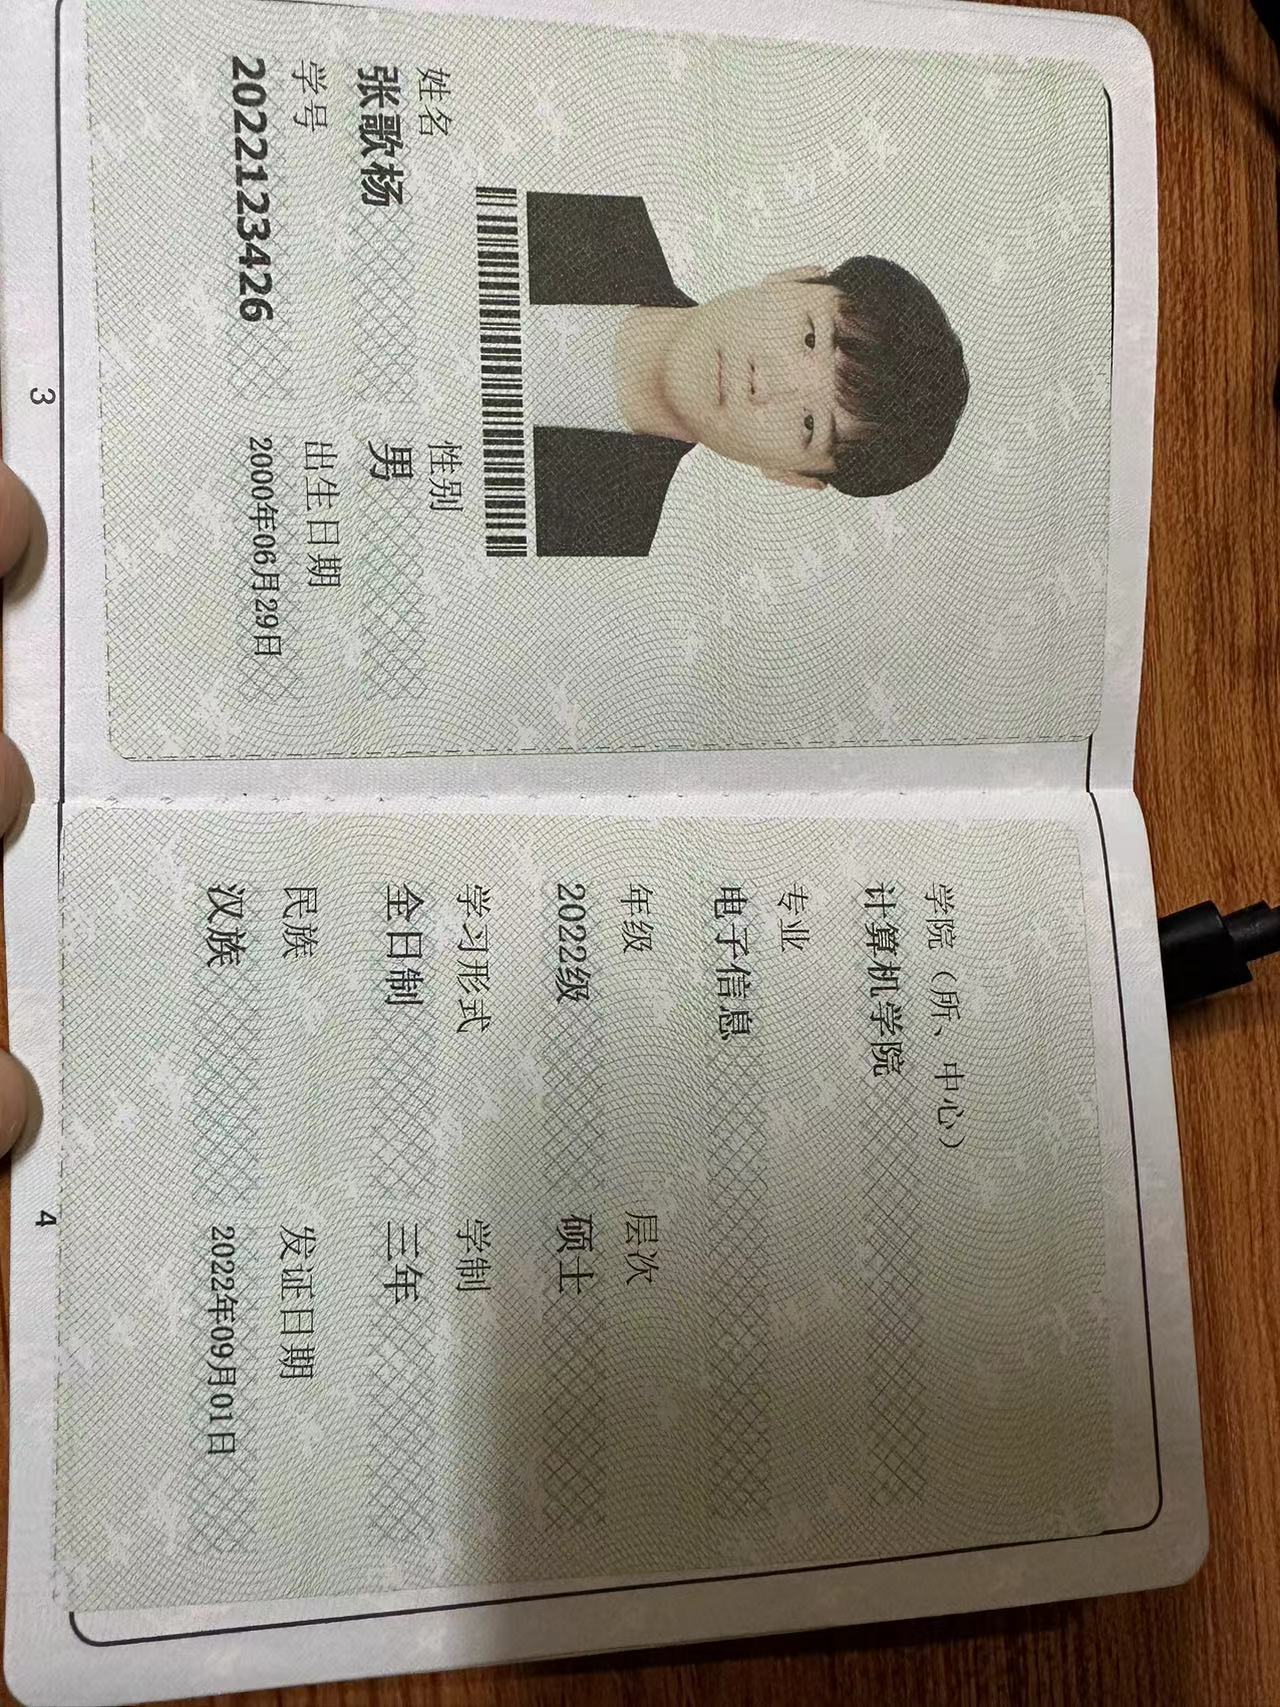 姓名 性别
张歌杨 男
学号 出生日期
2022123426 2000年06月29日
3
学院（所、中心）
计算机学院
专业
电子信息
年级 层次
2022级 硕士
学习形式 学制
全日制 三年
民族 发证日期
汉族 2022年09月01日
4